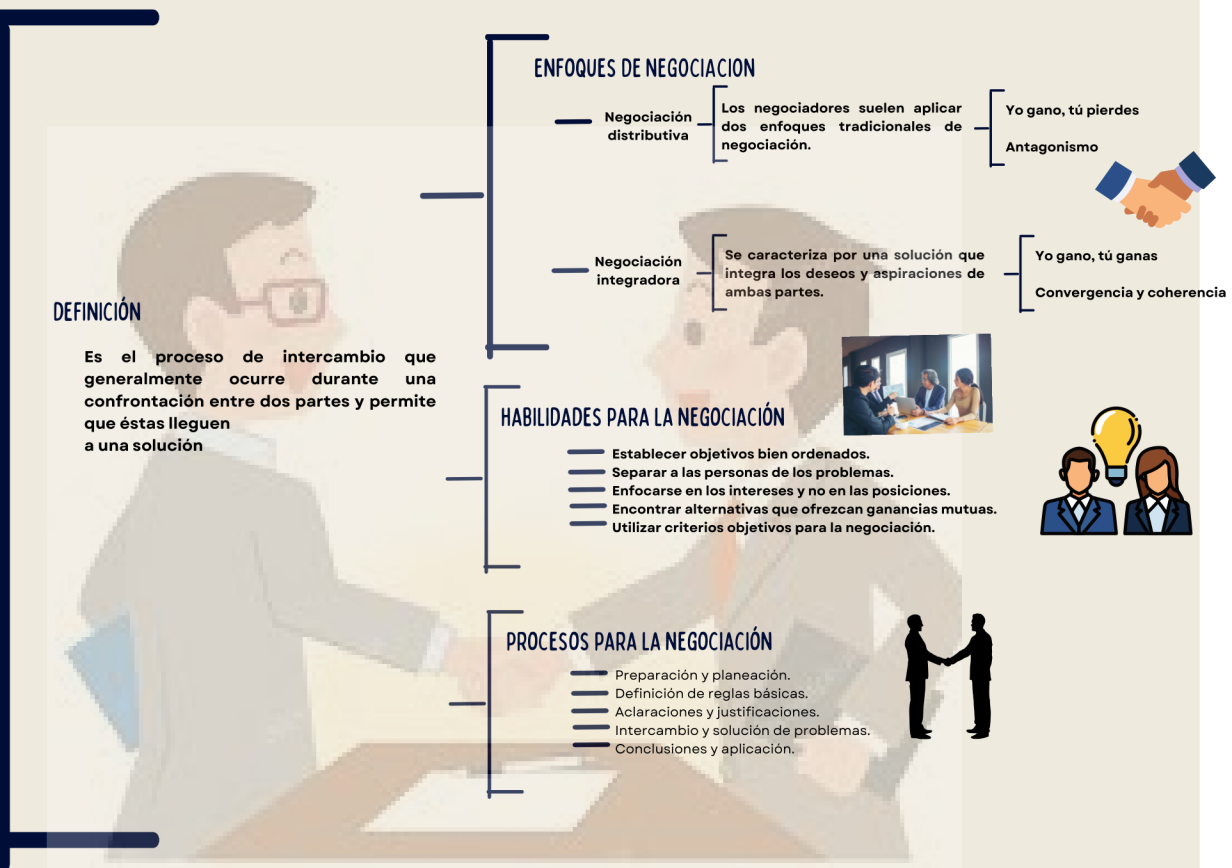 ENFOQUES DE NEGOCIACION
Negociación
distributiva
Los negociadores suelen aplicar
dos enfoques tradicionales de
negociación.
Yo gano, tú pierdes
Antagonismo
Negociación
integradora
Se caracteriza por una solución que
integra los deseos y aspiraciones de
ambas partes.
Yo gano, tú ganas
Convergencia y coherencia
DEFINICIÓN
Es el proceso de intercambio que
generalmente ocurre durante una
confrontación entre dos partes y permite
que éstas lleguen
a una solución
HABILIDADES PARA LA NEGOCIACIÓN
Establecer objetivos bien ordenados.
Separar a las personas de los problemas.
Enfocarse en los intereses y no en las posiciones.
Encontrar alternativas que ofrezcan ganancias mutuas.
Utilizar criterios objetivos para la negociación.
PROCESOS PARA LA NEGOCIACIÓN
Preparación y planeación.
Definición de reglas básicas.
Aclaraciones y justificaciones.
Intercambio y solución de problemas.
Conclusiones y aplicación.